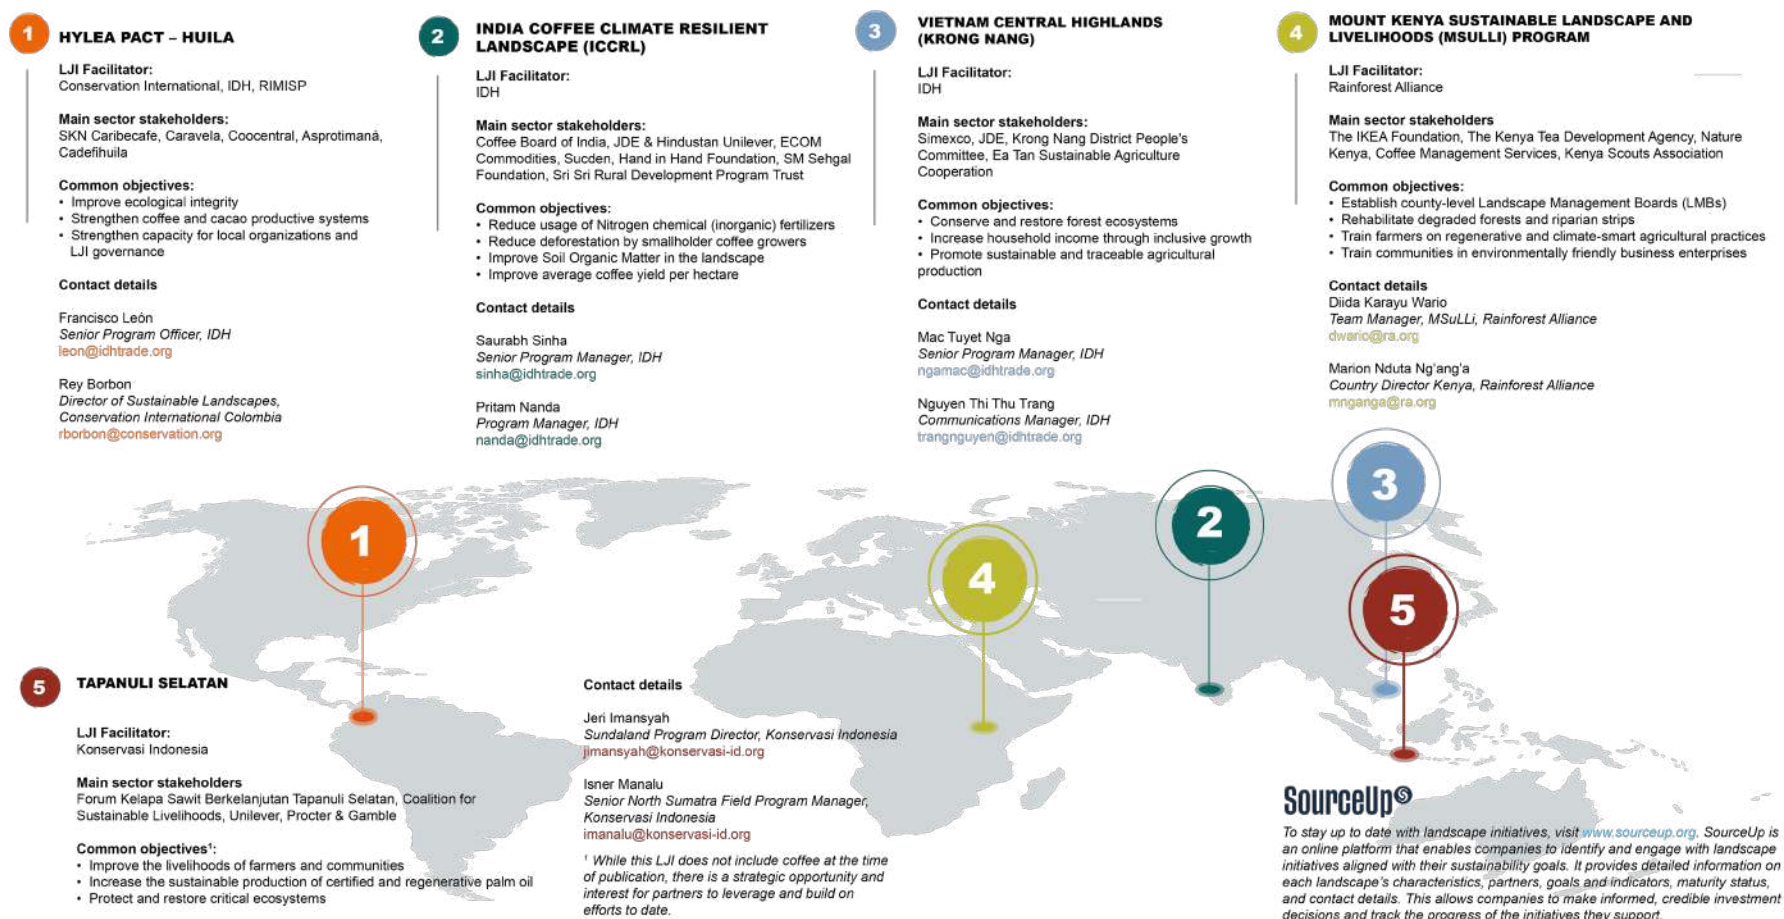 1
HYLEA PACT – HUILA
LJI Facilitator:
Conservation International, IDH, RIMISP
Main sector stakeholders:
SKN Caribecafe, Caravela, Coocentral, Asprotimaná,
Cadefihuila
Common objectives:
• Improve ecological integrity
• Strengthen coffee and cacao productive systems
• Strengthen capacity for local organizations and
LJI governance
Contact details
Francisco León
Senior Program Officer, IDH
leon@idhtrade.org
Rey Borbon
Director of Sustainable Landscapes,
Conservation International Colombia
rborbon@conservation.org
2
INDIA COFFEE CLIMATE RESILIENT
LANDSCAPE (ICCRL)
LJI Facilitator:
IDH
Main sector stakeholders:
Coffee Board of India, JDE & Hindustan Unilever, ECOM
Commodities, Sucden, Hand in Hand Foundation, SM Sehgal
Foundation, Sri Sri Rural Development Program Trust
Common objectives:
• Reduce usage of Nitrogen chemical (inorganic) fertilizers
• Reduce deforestation by smallholder coffee growers
• Improve Soil Organic Matter in the landscape
• Improve average coffee yield per hectare
Contact details
Saurabh Sinha
Senior Program Manager, IDH
sinha@idhtrade.org
Pritam Nanda
Program Manager, IDH
nanda@idhtrade.org
3
VIETNAM CENTRAL HIGHLANDS
(KRONG NANG)
LJI Facilitator:
IDH
Main sector stakeholders:
Simexco, JDE, Krong Nang District People's
Committee, Ea Tan Sustainable Agriculture
Cooperation
Common objectives:
• Conserve and restore forest ecosystems
• Increase household income through inclusive growth
• Promote sustainable and traceable agricultural
production
Contact details
Mac Tuyet Nga
Senior Program Manager, IDH
ngamac@idhtrade.org
Nguyen Thi Thu Trang
Communications Manager, IDH
trangnguyen@idhtrade.org
4
MOUNT KENYA SUSTAINABLE LANDSCAPE AND
LIVELIHOODS (MSULLI) PROGRAM
LJI Facilitator:
Rainforest Alliance
Main sector stakeholders
The IKEA Foundation, The Kenya Tea Development Agency, Nature
Kenya, Coffee Management Services, Kenya Scouts Association
Common objectives:
• Establish county-level Landscape Management Boards (LMBs)
• Rehabilitate degraded forests and riparian strips
• Train farmers on regenerative and climate-smart agricultural practices
• Train communities in environmentally friendly business enterprises
Contact details
Diida Karayu Wario
Team Manager, MSuLLi, Rainforest Alliance
dwario@ra.org
Marion Nduta Ng'ang'a
Country Director Kenya, Rainforest Alliance
mnganga@ra.org
1
4
2
3
5
5
TAPANULI SELATAN
LJI Facilitator:
Konservasi Indonesia
Main sector stakeholders
Forum Kelapa Sawit Berkelanjutan Tapanuli Selatan, Coalition for
Sustainable Livelihoods, Unilever, Procter & Gamble
Common objectives¹:
• Improve the livelihoods of farmers and communities
• Increase the sustainable production of certified and regenerative palm oil
• Protect and restore critical ecosystems
Contact details
Jeri Imansyah
Sundaland Program Director, Konservasi Indonesia
jimansyah@konservasi-id.org
Isner Manalu
Senior North Sumatra Field Program Manager,
Konservasi Indonesia
imanalu@konservasi-id.org
¹ While this LJI does not include coffee at the time
of publication, there is a strategic opportunity and
interest for partners to leverage and build on
efforts to date.
SourceUp
To stay up to date with landscape initiatives, visit www.sourceup.org. SourceUp is
an online platform that enables companies to identify and engage with landscape
initiatives aligned with their sustainability goals. It provides detailed information on
each landscape's characteristics, partners, goals and indicators, maturity status,
and contact details. This allows companies to make informed, credible investment
decisions and track the progress of the initiatives they support.